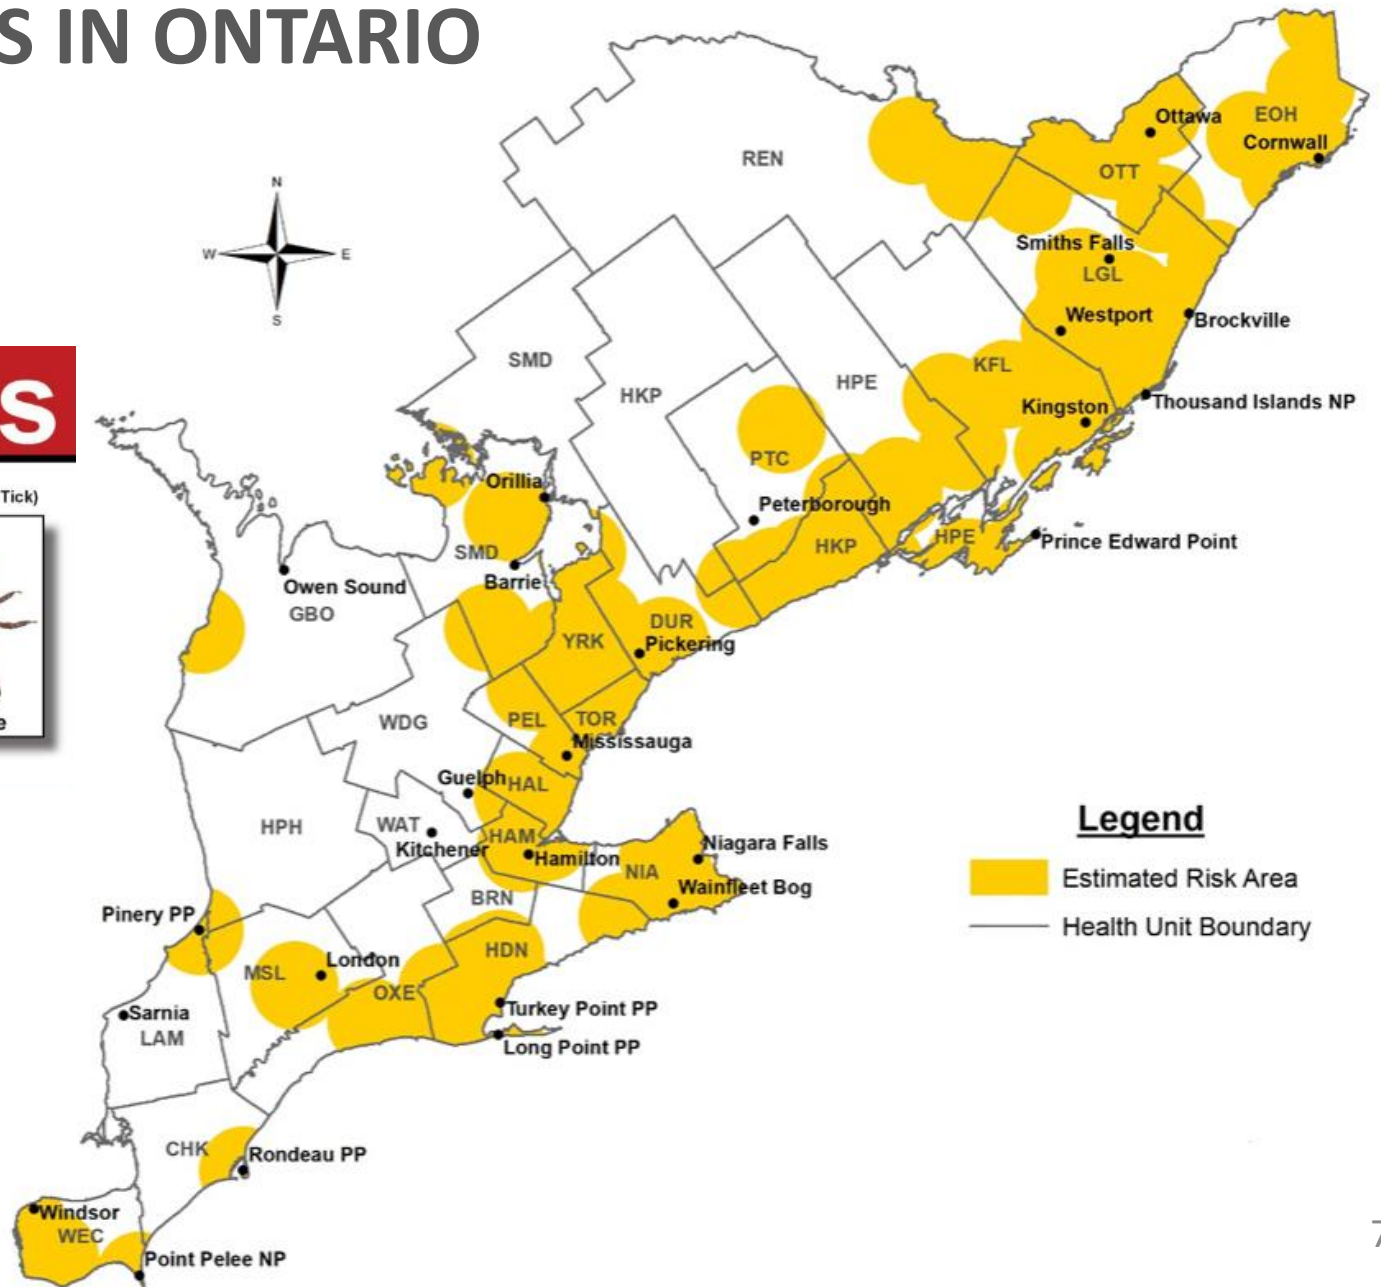 S IN ONTARIO
N
W
E
S
S
Tick)
e
REN
Ottawa
EOH
Cornwall
OTT
Smiths Falls
LGL
Westport
Brockville
SMD
HKP
HPE
KFL
Kingston
Thousand Islands NP
PTC
Orillia
Peterborough
HKP
HPE
Prince Edward Point
SMD
Barrie
Owen Sound
GBO
DUR
YRK
Pickering
WDG
PEL
TOR
Mississauga
Guelph
HAL
HPH
WAT
Kitchener
HAM
Hamilton
Niagara Falls
NIA
Wainfleet Bog
BRN
Pinery PP
MSL
London
HDN
OXE
Turkey Point PP
Sarnia
LAM
Long Point PP
CHK
Rondeau PP
Windsor
WEC
Point Pelee NP
Legend
Estimated Risk Area
Health Unit Boundary
7